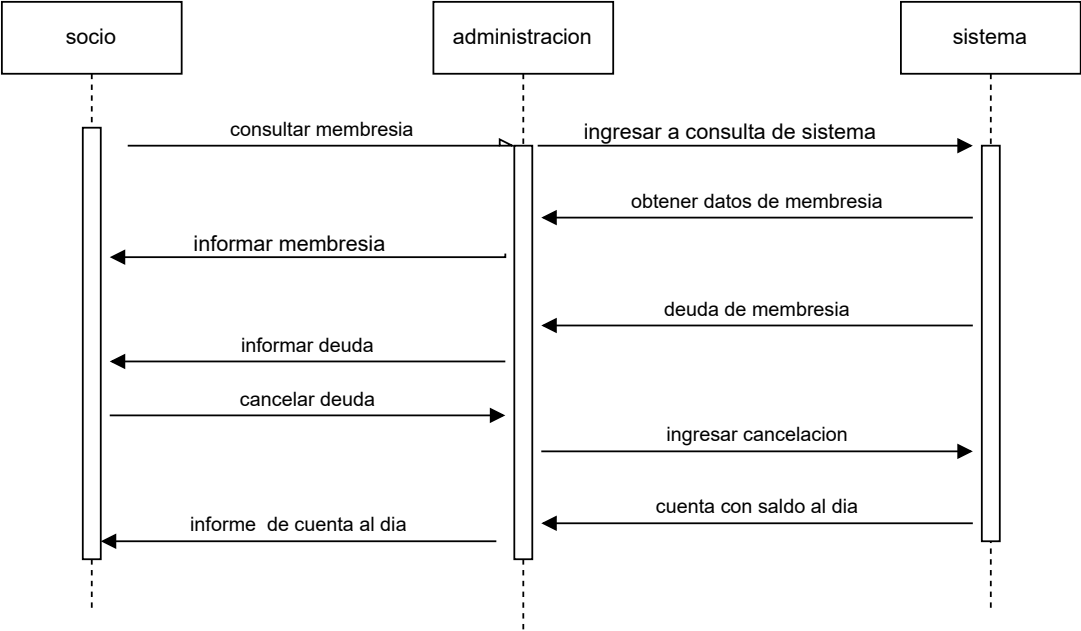 socio
administracion
sistema
consultar membresia
ingresar a consulta de sistema
obtener datos de membresia
informar membresia
deuda de membresia
informar deuda
cancelar deuda
ingresar cancelacion
cuenta con saldo al dia
informe  de cuenta al dia